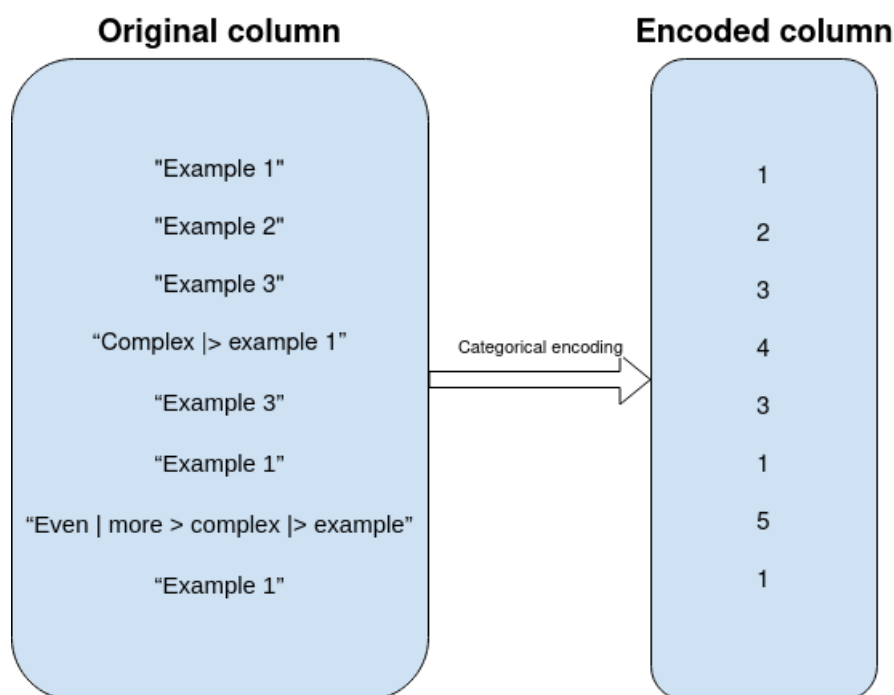 Original column
Encoded column
"Example 1"
"Example 2"
"Example 3"
“Complex |> example 1”
“Example 3”
“Example 1”
“Even | more > complex |> example”
“Example 1”
Categorical encoding
1
2
3
4
3
1
5
1